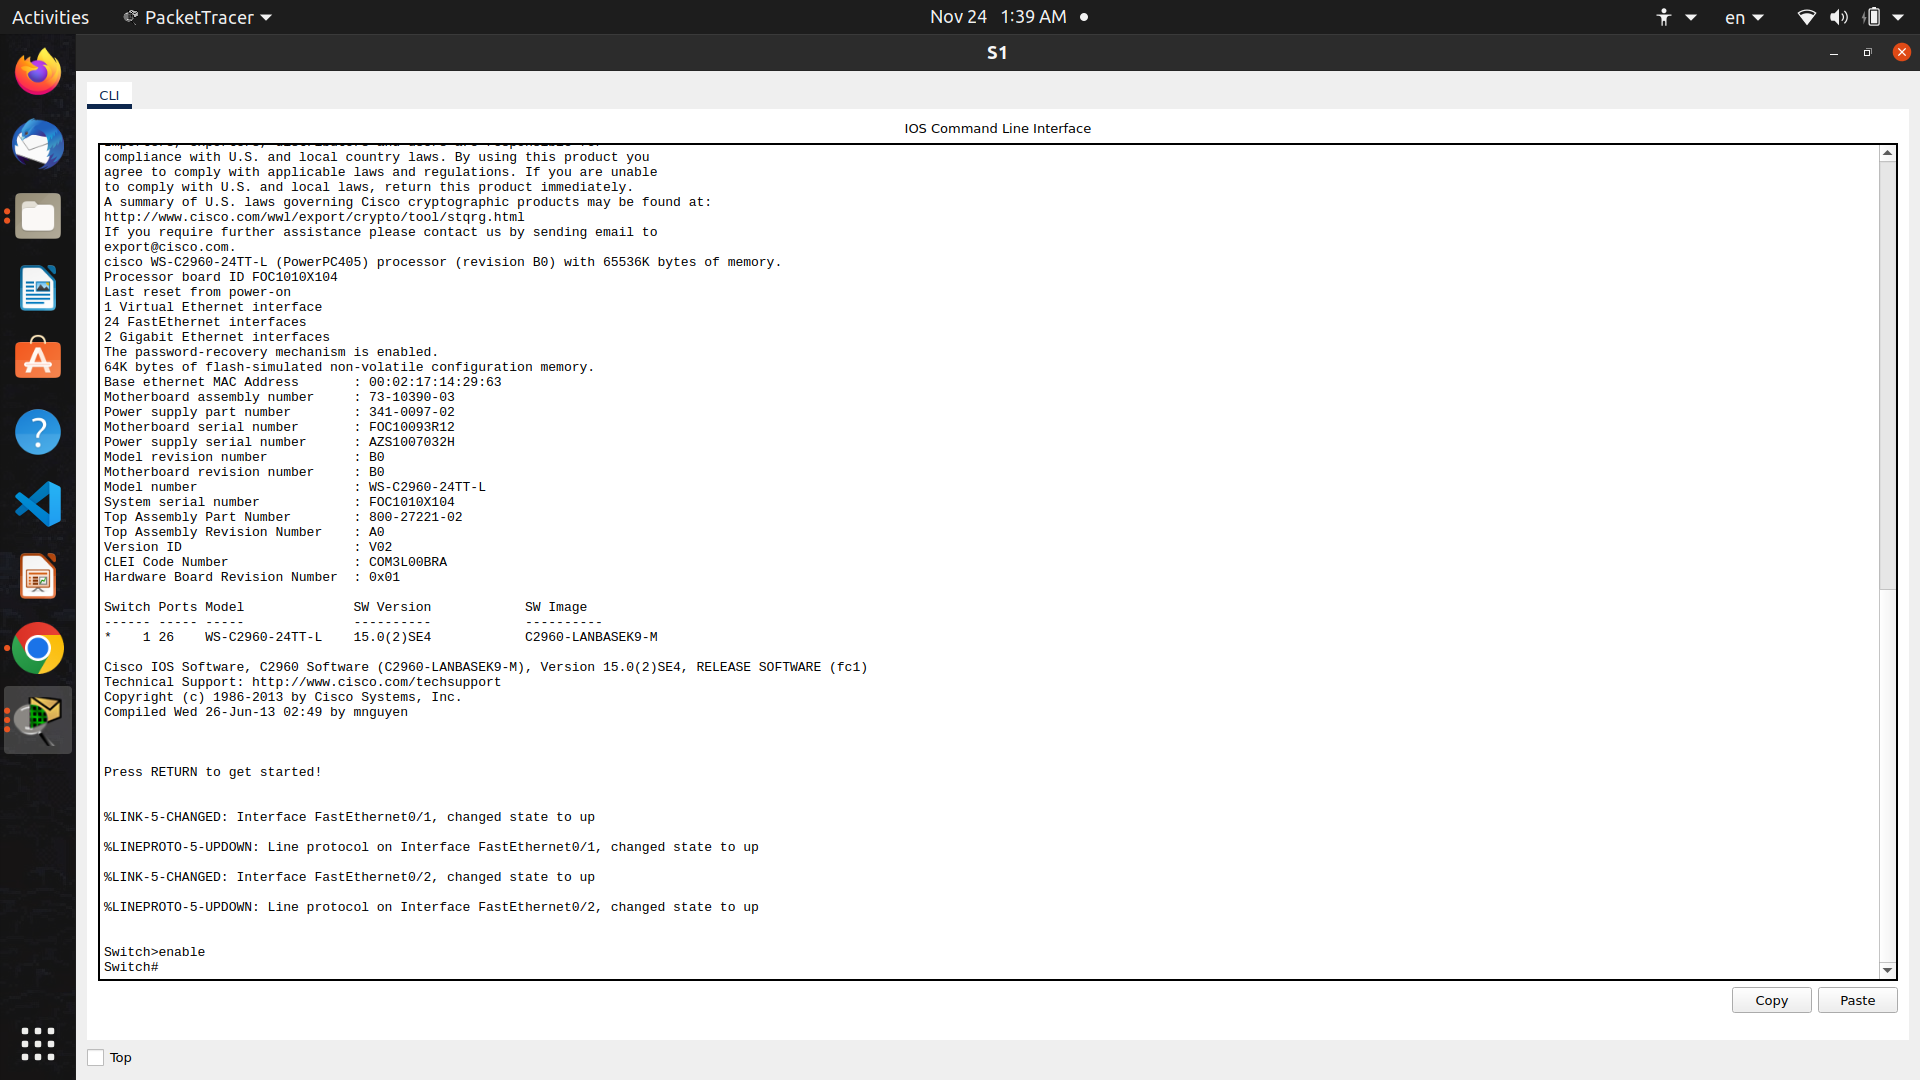 Activities
PacketTracer
Nov 24 1:39 AM
en
S1
CLI
IOS Command Line Interface
importers, exporters, distributors and users are responsible for
compliance with U.S. and local country laws. By using this product you
agree to comply with applicable laws and regulations. If you are unable
to comply with U.S. and local laws, return this product immediately.
A summary of U.S. laws governing Cisco cryptographic products may be found at:
http://www.cisco.com/wwl/export/crypto/tool/stqrg.html
If you require further assistance please contact us by sending email to
export@cisco.com.
cisco WS-C2960-24TT-L (PowerPC405) processor (revision B0) with 65536K bytes of memory.
Processor board ID FOC1010X104
Last reset from power-on
1 Virtual Ethernet interface
24 FastEthernet interfaces
2 Gigabit Ethernet interfaces
The password-recovery mechanism is enabled.
64K bytes of flash-simulated non-volatile configuration memory.
Base ethernet MAC Address : 00:02:17:14:29:63
Motherboard assembly number : 73-10390-03
Power supply part number : 341-0097-02
Motherboard serial number : FOC10093R12
Power supply serial number : AZS1007032H
Model revision number : B0
Motherboard revision number : B0
Model number : WS-C2960-24TT-L
System serial number : FOC1010X104
Top Assembly Part Number : 800-27221-02
Top Assembly Revision Number : A0
Version ID : V02
CLEI Code Number : COM3L00BRA
Hardware Board Revision Number : 0x01
Switch Ports Model SW Version SW Image
------ ----- ----- ---------- ----------
* 1 26 WS-C2960-24TT-L 15.0(2)SE4 C2960-LANBASEK9-M
Cisco IOS Software, C2960 Software (C2960-LANBASEK9-M), Version 15.0(2)SE4, RELEASE SOFTWARE (fc1)
Technical Support: http://www.cisco.com/techsupport
Copyright (c) 1986-2013 by Cisco Systems, Inc.
Compiled Wed 26-Jun-13 02:49 by mnguyen
Press RETURN to get started!
%LINK-5-CHANGED: Interface FastEthernet0/1, changed state to up
%LINEPROTO-5-UPDOWN: Line protocol on Interface FastEthernet0/1, changed state to up
%LINK-5-CHANGED: Interface FastEthernet0/2, changed state to up
%LINEPROTO-5-UPDOWN: Line protocol on Interface FastEthernet0/2, changed state to up
Switch>enable
Switch#
Copy
Paste
Top